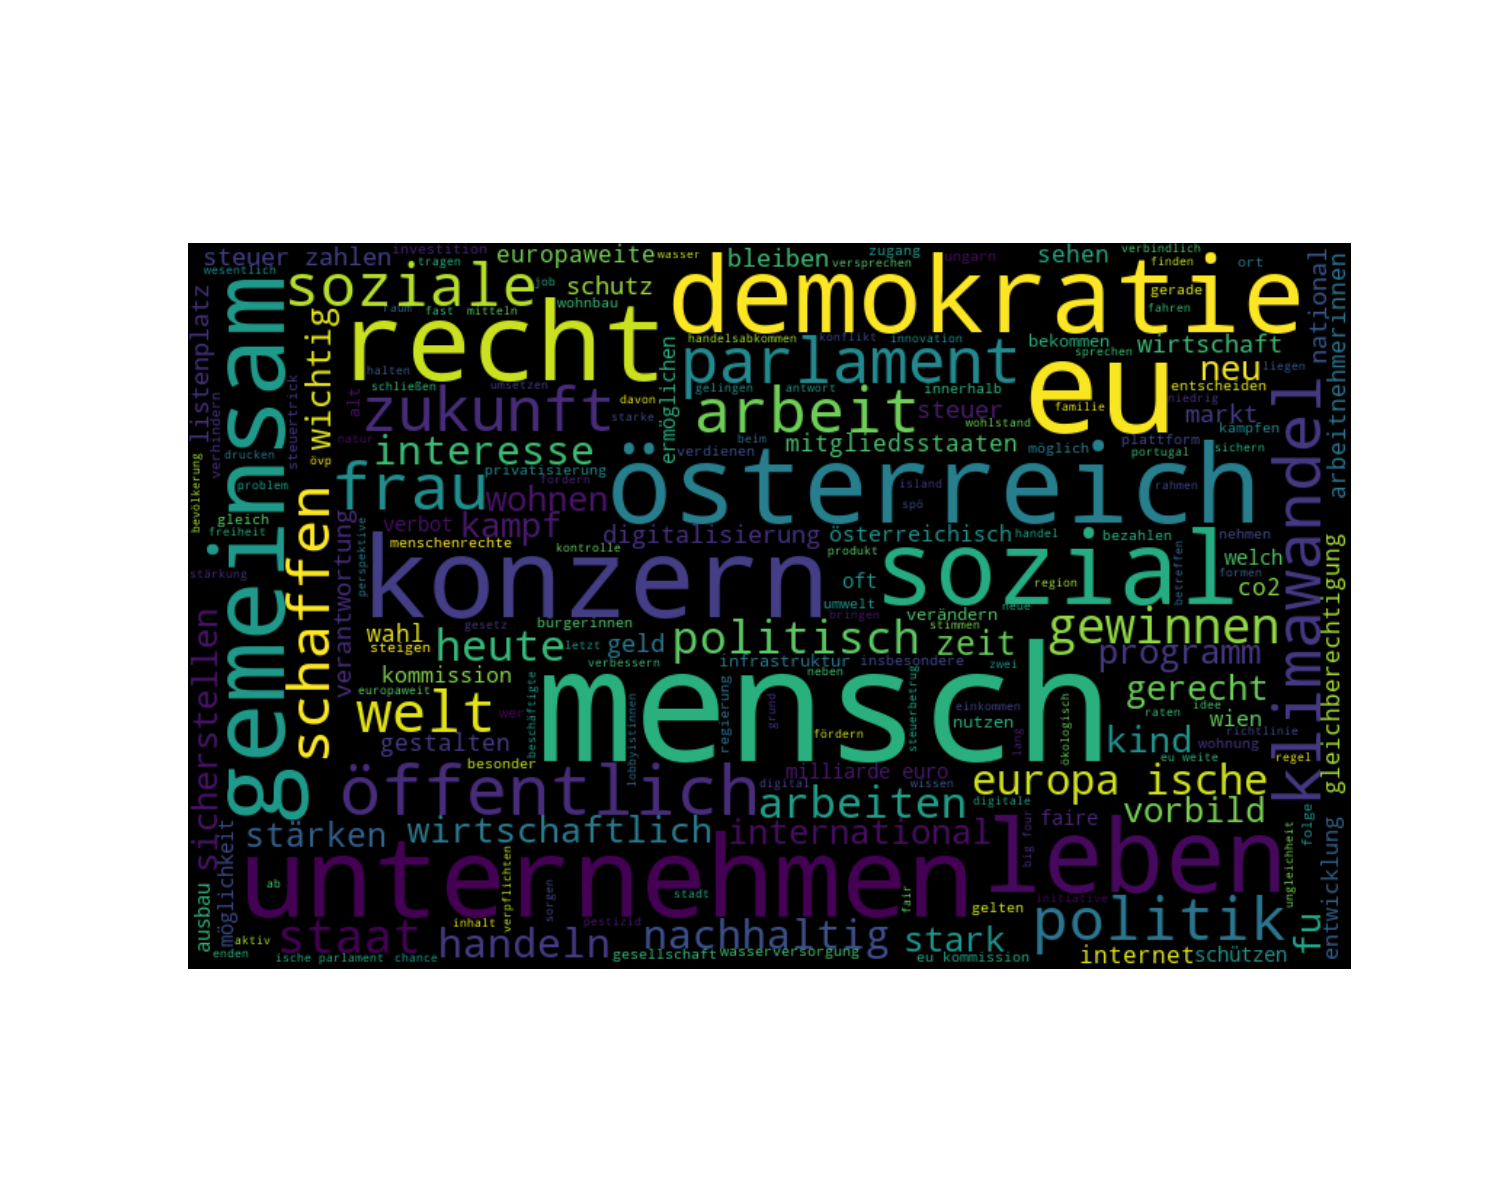 steuer zahlen
investition
europaweite
wasser
bleiben
zugang
ungarn
sehen
verbindlich
wesentlich
tragen
versprechen
finden
ort
soziale
job
schutz
demokratie
gerade
national
arbeitnehmerinnen
listenplatz
gemeinsam
wichtig
raum
fast
mitteln
wohnbau
fahren
recht
handelsabkommen
konflikt
innovation
bekommen
sprechen
wirtschaft
parlament
eu
neu
liegen
halten
schließen
umsetzen
davon
ermöglichen
gelingen
antwort
innerhalb
entscheiden
niedrig
verhindern
steuertrick
alt
zukunft
starke
arbeit
steuer
familie
markt
wohlstand
kämpfen
klimawandel
natur
interesse
beim
verdienen
mitgliedsstaaten
möglich
plattform
portugal
sichern
bevölkerung
drucken
övp
privatisierung
fordern
österreich
problem
frau
wohnen
island
rahmen
spö
gleich
freiheit
schaffen
verantwortung
perspektive
verbot
kampf
digitalisierung
österreichisch
handel
bezahlen
nehmen
menschenrechte
kontrolle
produkt
sozial
betreffen
welch
gleichberechtigung
stärkung
konzern
oft
region
formen
co2
umwelt
bringen
verändern
neue
sicherstellen
wahl
gesetz
bürgerinnen
stimmen
gewinnen
steigen
heute
letzt
geld
politisch
zeit
programm
verbessern
infrastruktur
insbesondere
zwei
kommission
neben
gerecht
europaweit
beschäftigte
mensch
einkommen
raten
idee
welt
wer
lobbyistinnen
regierung
grund
steuerbetrug
nutzen
lang
ökologisch
wien
richtlinie
gestalten
fördern
kind
wohnung
besonder
eu weite
regel
öffentlich
digital
milliarde euro
wissen
europa ische
arbeiten
digitale
vorbild
stärken
wirtschaftlich
international
big four
faire
folge
möglichkeit
unternehmen
leben
ungleichheit
entwicklung
ab
verpflichten
sorgen
stadt
fair
initiative
ausbau
inhalt
pestizid
gelten
politik
fu
aktiv
staat
handeln
nachhaltig
stark
enden
ische parlament
chance
gesellschaft
wasserversorgung
eu kommission
internet
schützen